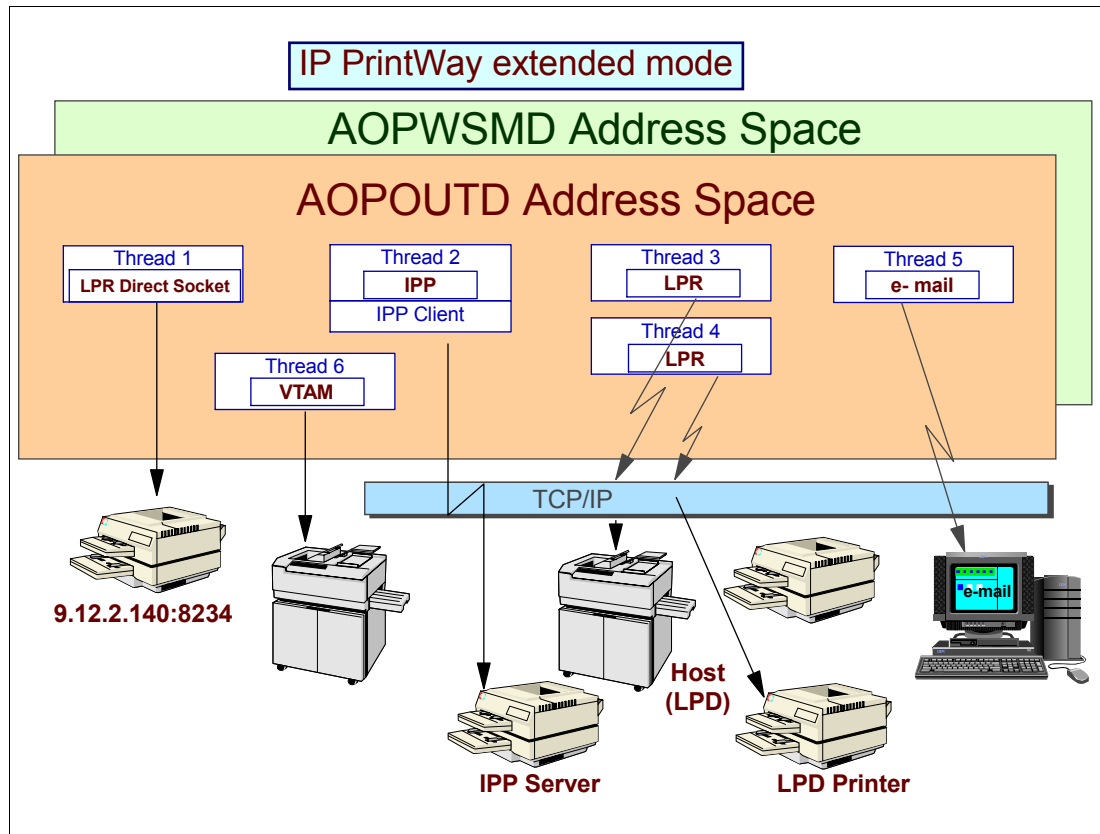 IP PrintWay extended mode
AOPWSMD Address Space
AOPOUTD Address Space
Thread 1
LPR Direct Socket
Thread 2
IPP
IPP Client
Thread 3
LPR
Thread 4
LPR
Thread 5
e- mail
Thread 6
VTAM
TCP/IP
9.12.2.140:8234
e-mail
Host
(LPD)
IPP Server
LPD Printer